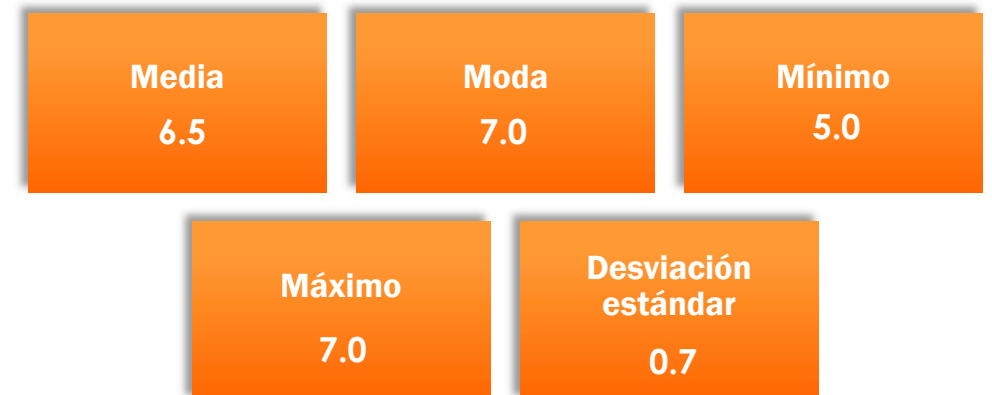 Media
6.5
Moda
7.0
Mínimo
5.0
Máximo
7.0
Desviación
estándar
0.7